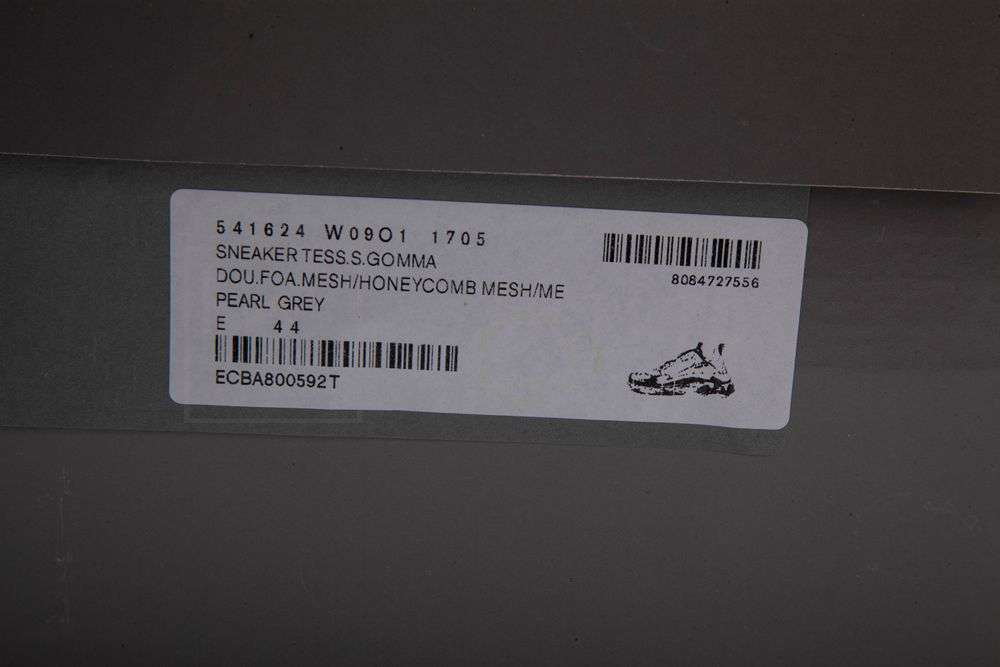 541624 W09O1 1705
SNEAKER TESS.S.GOMMA
DOU.FOA.MESH/HONEYCOMB MESH/ME
PEARL GREY
E 44
ECBA800592T
8084727556